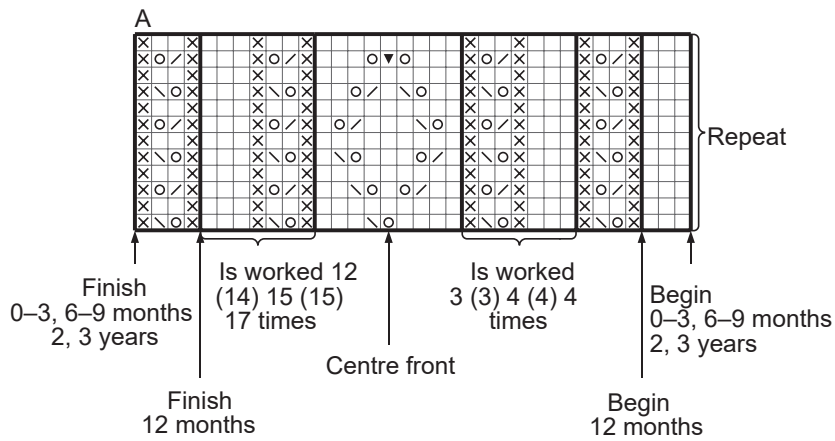 A
Repeat
Finish
0–3, 6–9 months
2, 3 years
Is worked 12
(14) 15 (15)
17 times
Is worked
3 (3) 4 (4) 4
times
Begin
0–3, 6–9 months
2, 3 years
Centre front
Finish
12 months
Begin
12 months